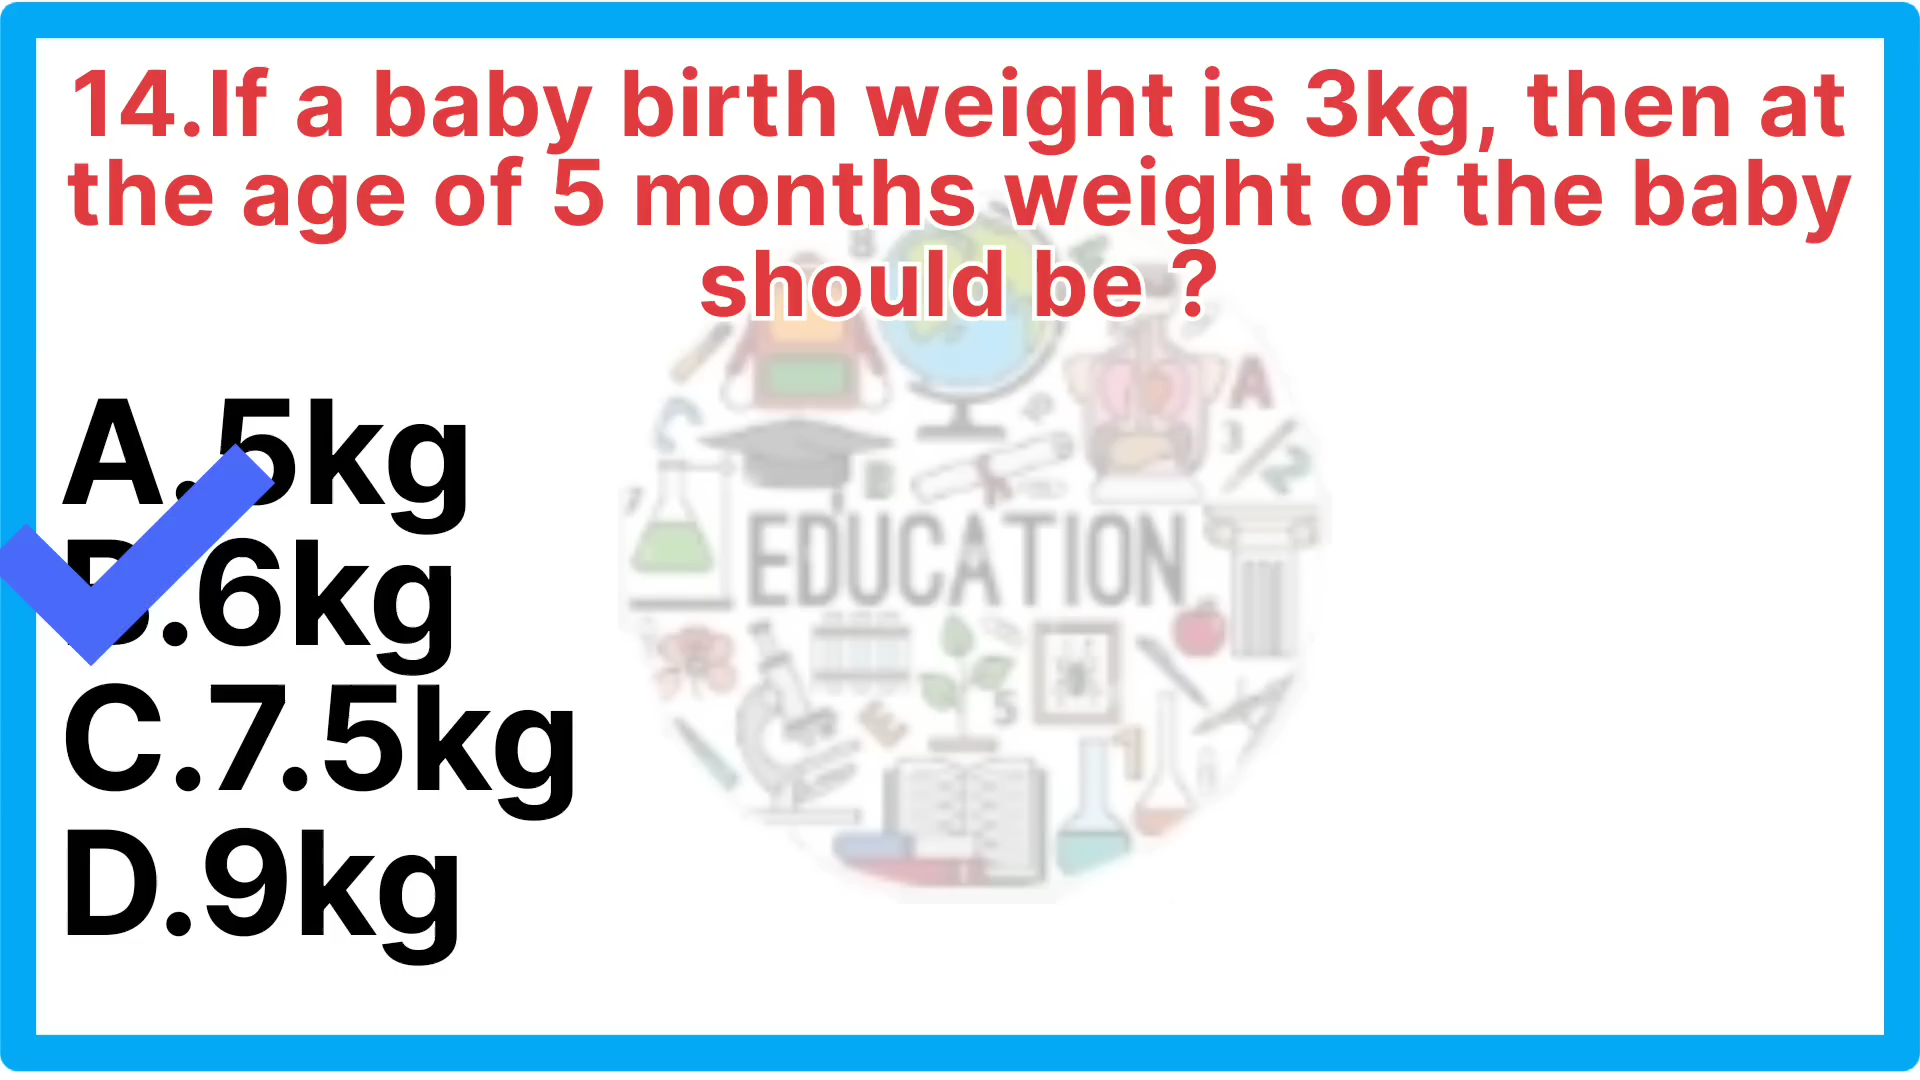 14.If a baby birth weight is 3kg, then at
the age of 5 months weight of the baby
should be ?
A.5kg
B.6kg
C.7.5kg
D.9kg
EDUCATION